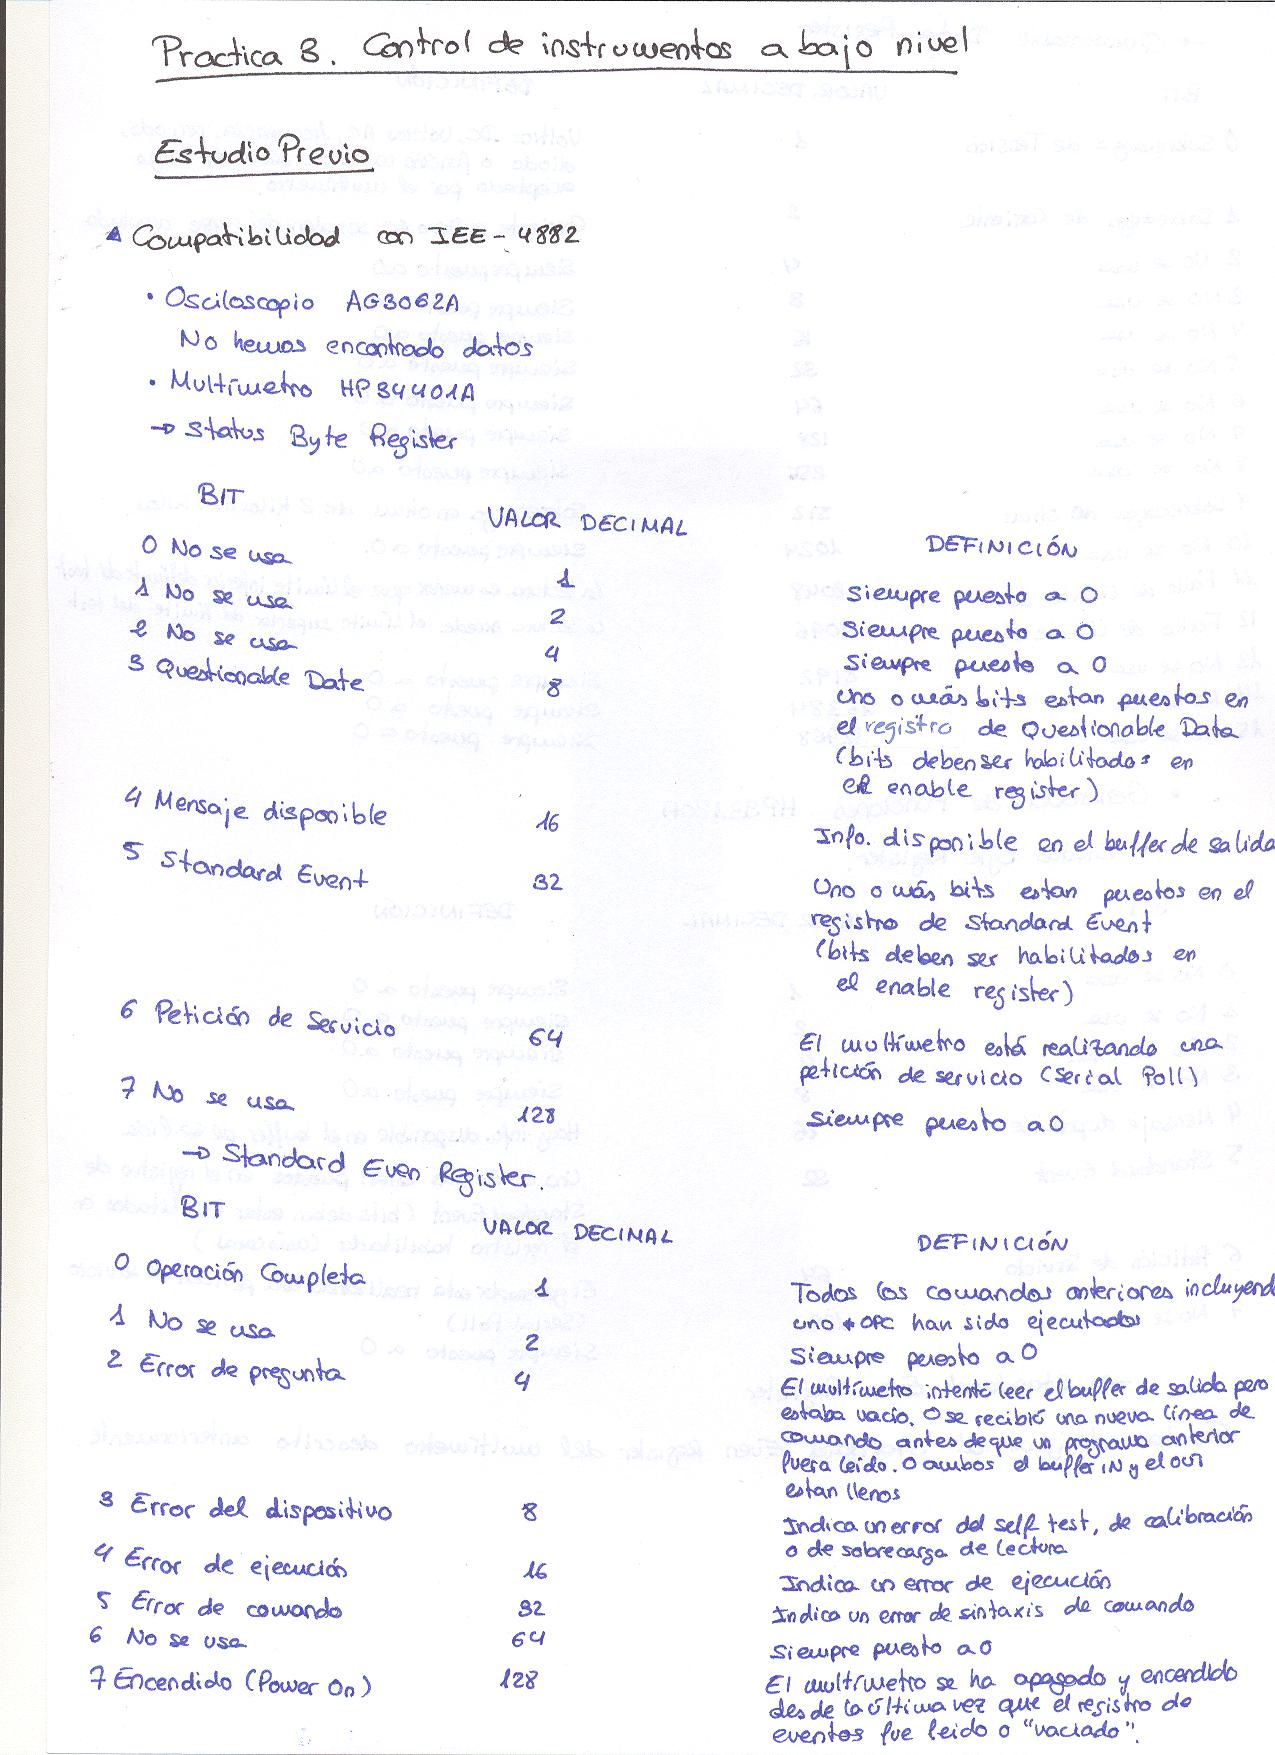 Practica 3. Control de instrumentos a bajo nivel
Estudio Previo
Compatibilidad con IEE-4882
• Osciloscopio AG3062A
No hemos encontrado datos
• Multímetro HP34401A
→ Status Byte Register
BIT VALOR DECIMAL DEFINICIÓN
0 No se usa 1 Siempre puesto a 0
1 No se usa 2 Siempre puesto a 0
2 No se usa 4 Siempre puesto a 0
3 Questionable Date 8 Uno o más bits estan puestos en
el registro de Questionable Data
(bits deben ser habilitados en
el enable register)
4 Mensaje disponible 16 Info. disponible en el buffer de salida
5 Standard Event 32 Uno o más bits estan puestos en el
registro de Standard Event
(bits deben ser habilitados en
el enable register)
6 Petición de Servicio 64 El multímetro está realizando una
petición de servicio (Serial Poll)
7 No se usa 128 Siempre puesto a 0
→ Standard Even Register.
BIT VALOR DECIMAL DEFINICIÓN
0 Operación Completa 1 Todos los comandos anteriores incluyendo
uno *OPC han sido ejecutados
1 No se usa 2 Siempre puesto a 0
2 Error de pregunta 4 El multímetro intentó leer el buffer de salida pero
estaba vacío. O se recibió una nueva línea de
comando antes de que un programa anterior
fuera leido. O ambos el buffer IN y el OUT
estan llenos
3 Error del dispositivo 8 Indica un error del self test, de calibración
o de sobrecarga de lectura
4 Error de ejecución 16 Indica un error de ejecución
5 Error de comando 32 Indica un error de sintaxis de comando
6 No se usa 64 Siempre puesto a 0
7 Encendido (Power On) 128 El multímetro se ha apagado y encendido
desde la última vez que el registro de
eventos fue leido o "vaciado".